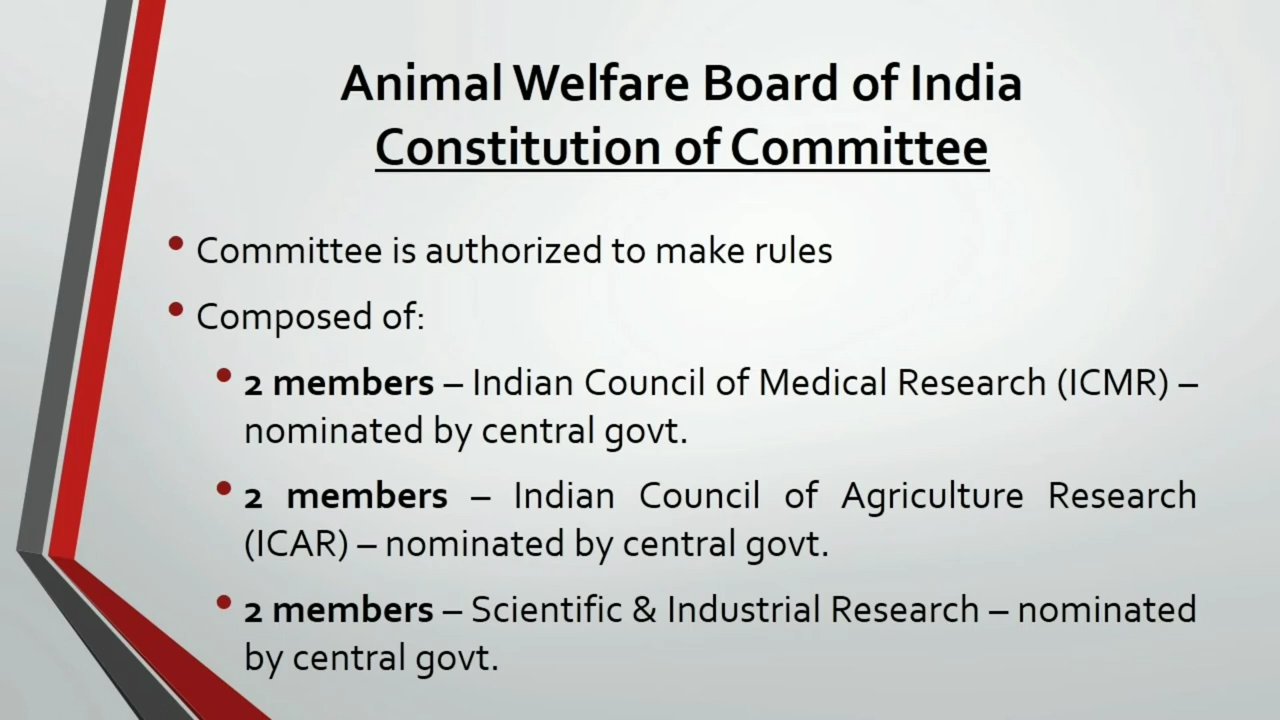 Animal Welfare Board of India
Constitution of Committee
• Committee is authorized to make rules
• Composed of:
• 2 members – Indian Council of Medical Research (ICMR) –
nominated by central govt.
• 2 members – Indian Council of Agriculture Research
(ICAR) – nominated by central govt.
• 2 members – Scientific & Industrial Research – nominated
by central govt.